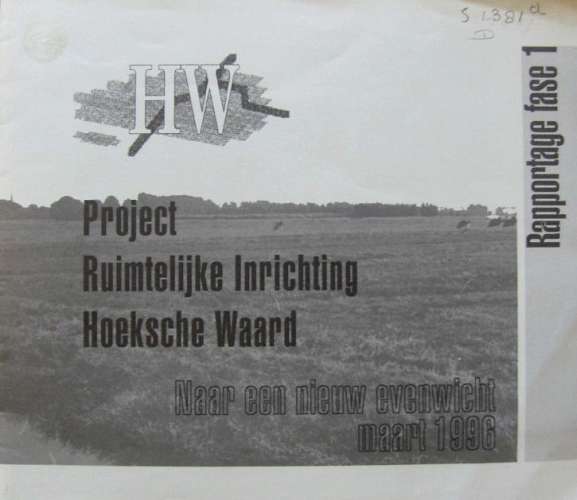 S 1381 d
D
HW
Rapportage fase 1
Project
Ruimtelijke Inrichting
Hoeksche Waard
Naar een nieuw evenwicht
maart 1996